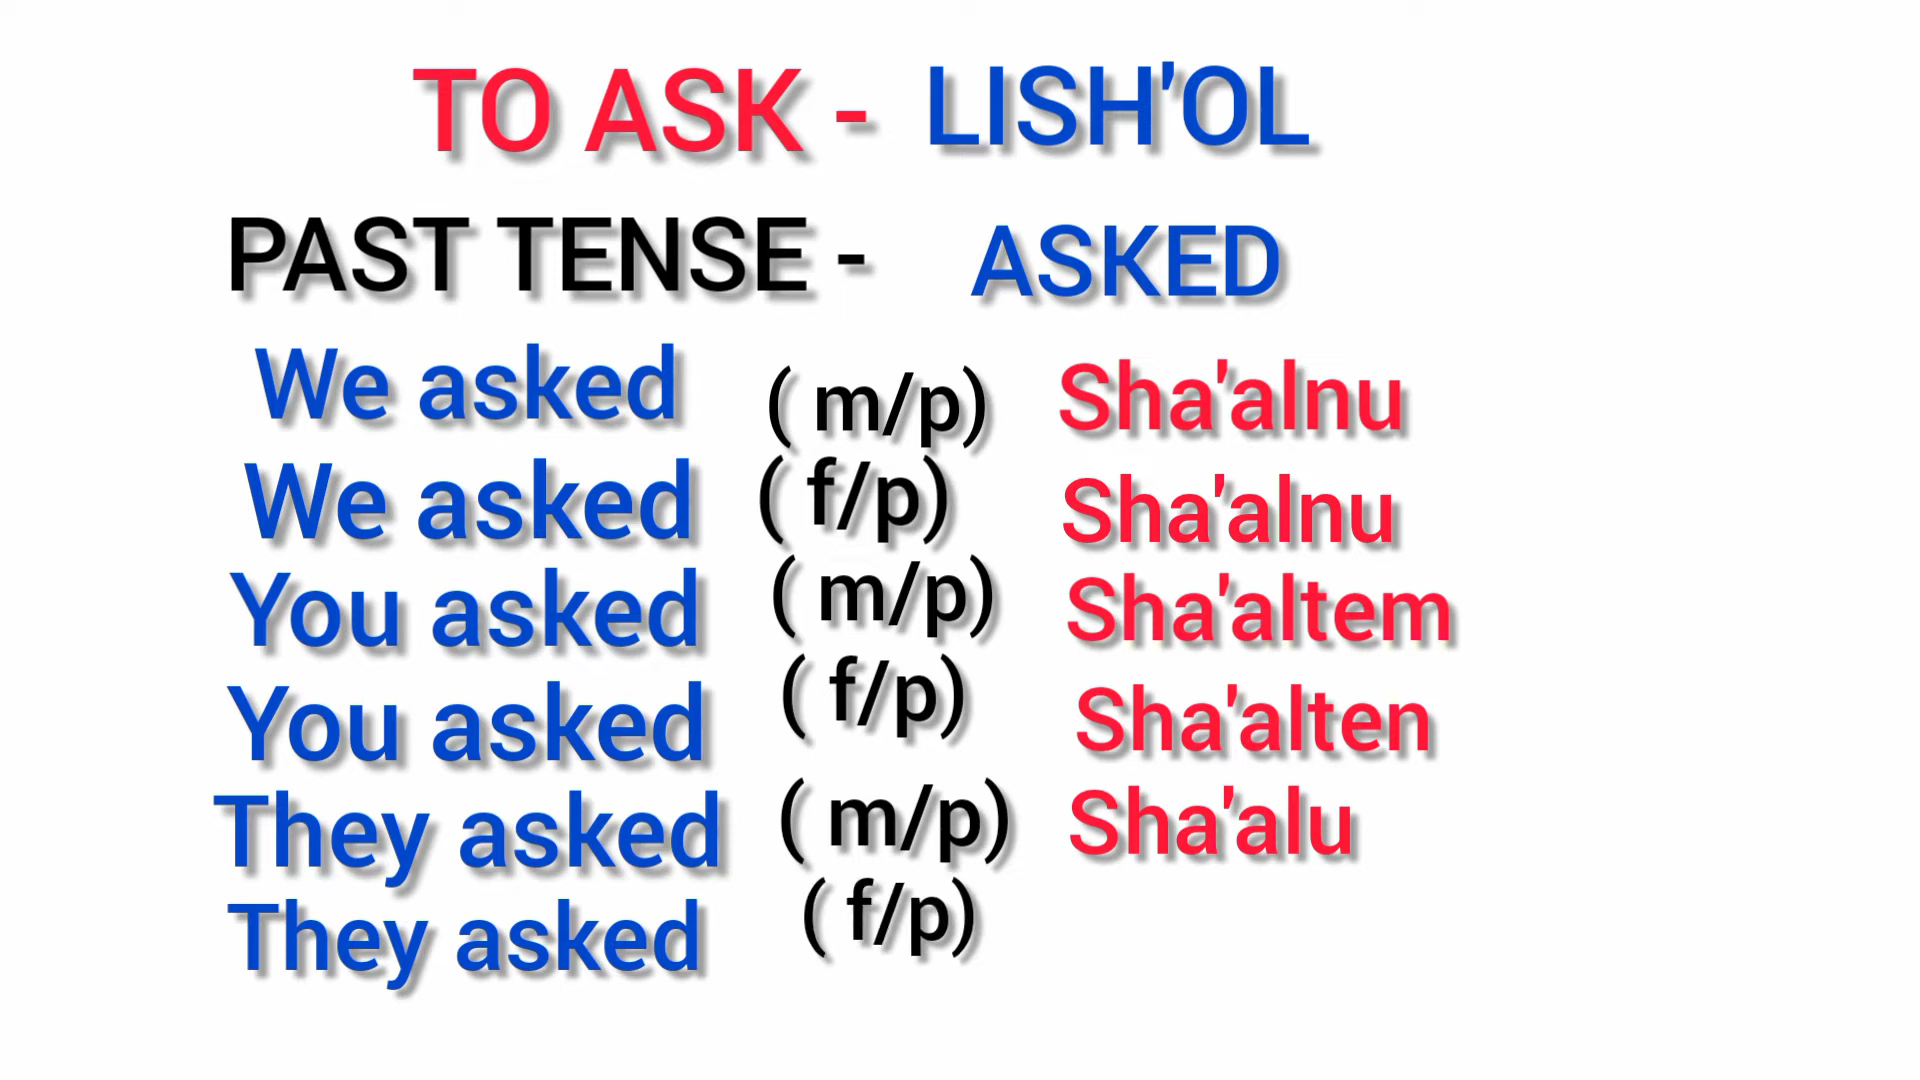 TO ASK - LISH'OL
PAST TENSE - ASKED
We asked ( m/p) Sha'alnu
We asked ( f/p) Sha'alnu
You asked ( m/p) Sha'altem
You asked ( f/p) Sha'alten
They asked ( m/p) Sha'alu
They asked ( f/p)